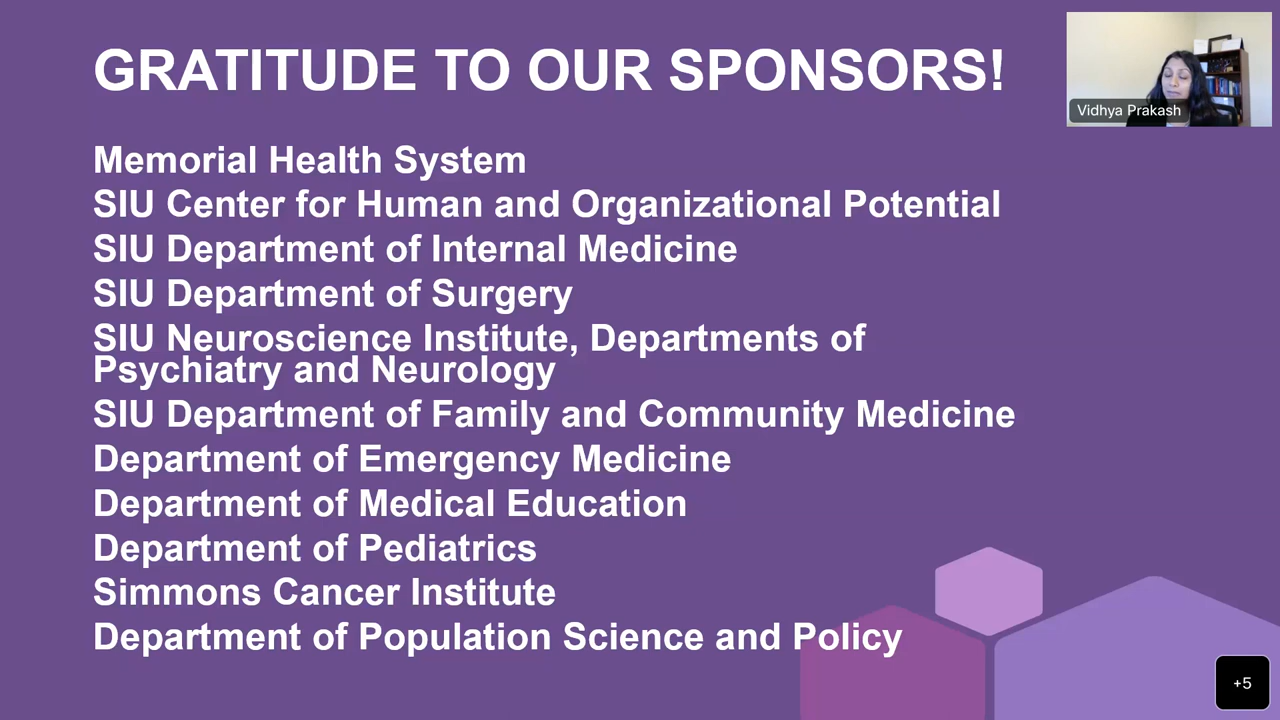 GRATITUDE TO OUR SPONSORS!
Vidhya Prakash
Memorial Health System
SIU Center for Human and Organizational Potential
SIU Department of Internal Medicine
SIU Department of Surgery
SIU Neuroscience Institute, Departments of
Psychiatry and Neurology
SIU Department of Family and Community Medicine
Department of Emergency Medicine
Department of Medical Education
Department of Pediatrics
Simmons Cancer Institute
Department of Population Science and Policy
+5